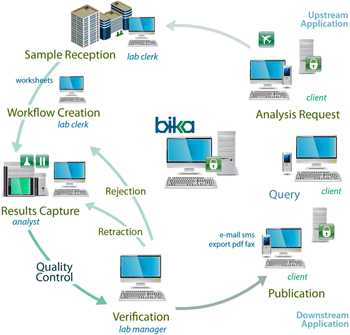 Upstream
Application
Sample Reception
lab clerk
worksheets
client
Analysis Request
Workflow Creation
lab clerk
bika
Query
client
Rejection
Results Capture
analyst
Retraction
e-mail sms
export pdf fax
client
Quality
Control
Publication
Verification
lab manager
Downstream
Application